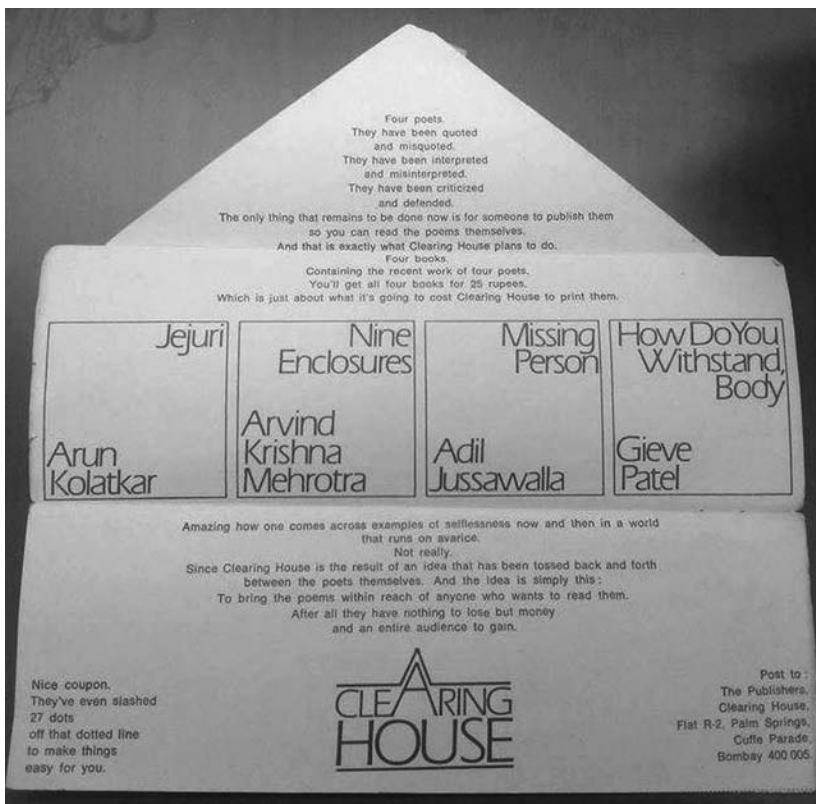 Four poets.
They have been quoted
and misquoted.
They have been interpreted
and misinterpreted.
They have been criticized
and defended.
The only thing that remains to be done now is for someone to publish them
so you can read the poems themselves.
And that is exactly what Clearing House plans to do.
Four books.
Containing the recent work of four poets.
You'll get all four books for 25 rupees.
Which is just about what it's going to cost Clearing House to print them.
Jejuri
Arun
Kolatkar
Nine
Enclosures
Arvind
Krishna
Mehrotra
Missing
Person
Adil
Jussawalla
How Do You
Withstand,
Body
Gieve
Patel
Amazing how one comes across examples of selflessness now and then in a world
that runs on avarice.
Not really.
Since Clearing House is the result of an idea that has been tossed back and forth
between the poets themselves. And the idea is simply this :
To bring the poems within reach of anyone who wants to read them.
After all they have nothing to lose but money
and an entire audience to gain.
Nice coupon.
They've even slashed
27 dots
off that dotted line
to make things
easy for you.
CLEARING
HOUSE
Post to :
The Publishers,
Clearing House,
Flat R-2, Palm Springs,
Cuffe Parade,
Bombay 400 005.